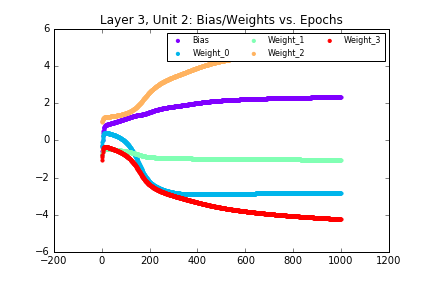 Layer 3, Unit 2: Bias/Weights vs. Epochs
Bias Weight_1 Weight_3
Weight_0 Weight_2
6
4
2
0
−2
−4
−6
−200 0 200 400 600 800 1000 1200